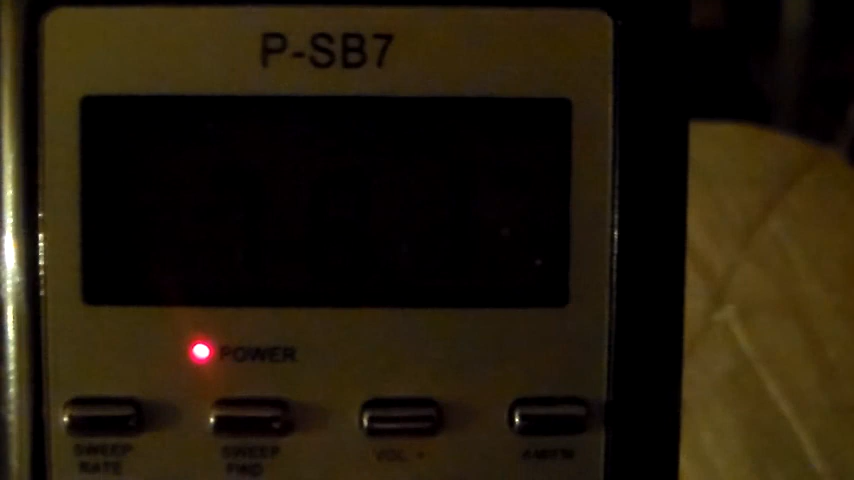 P-SB7
POWER
SWEEP
RATE
SWEEP
FWD
VOL +
AM/FM